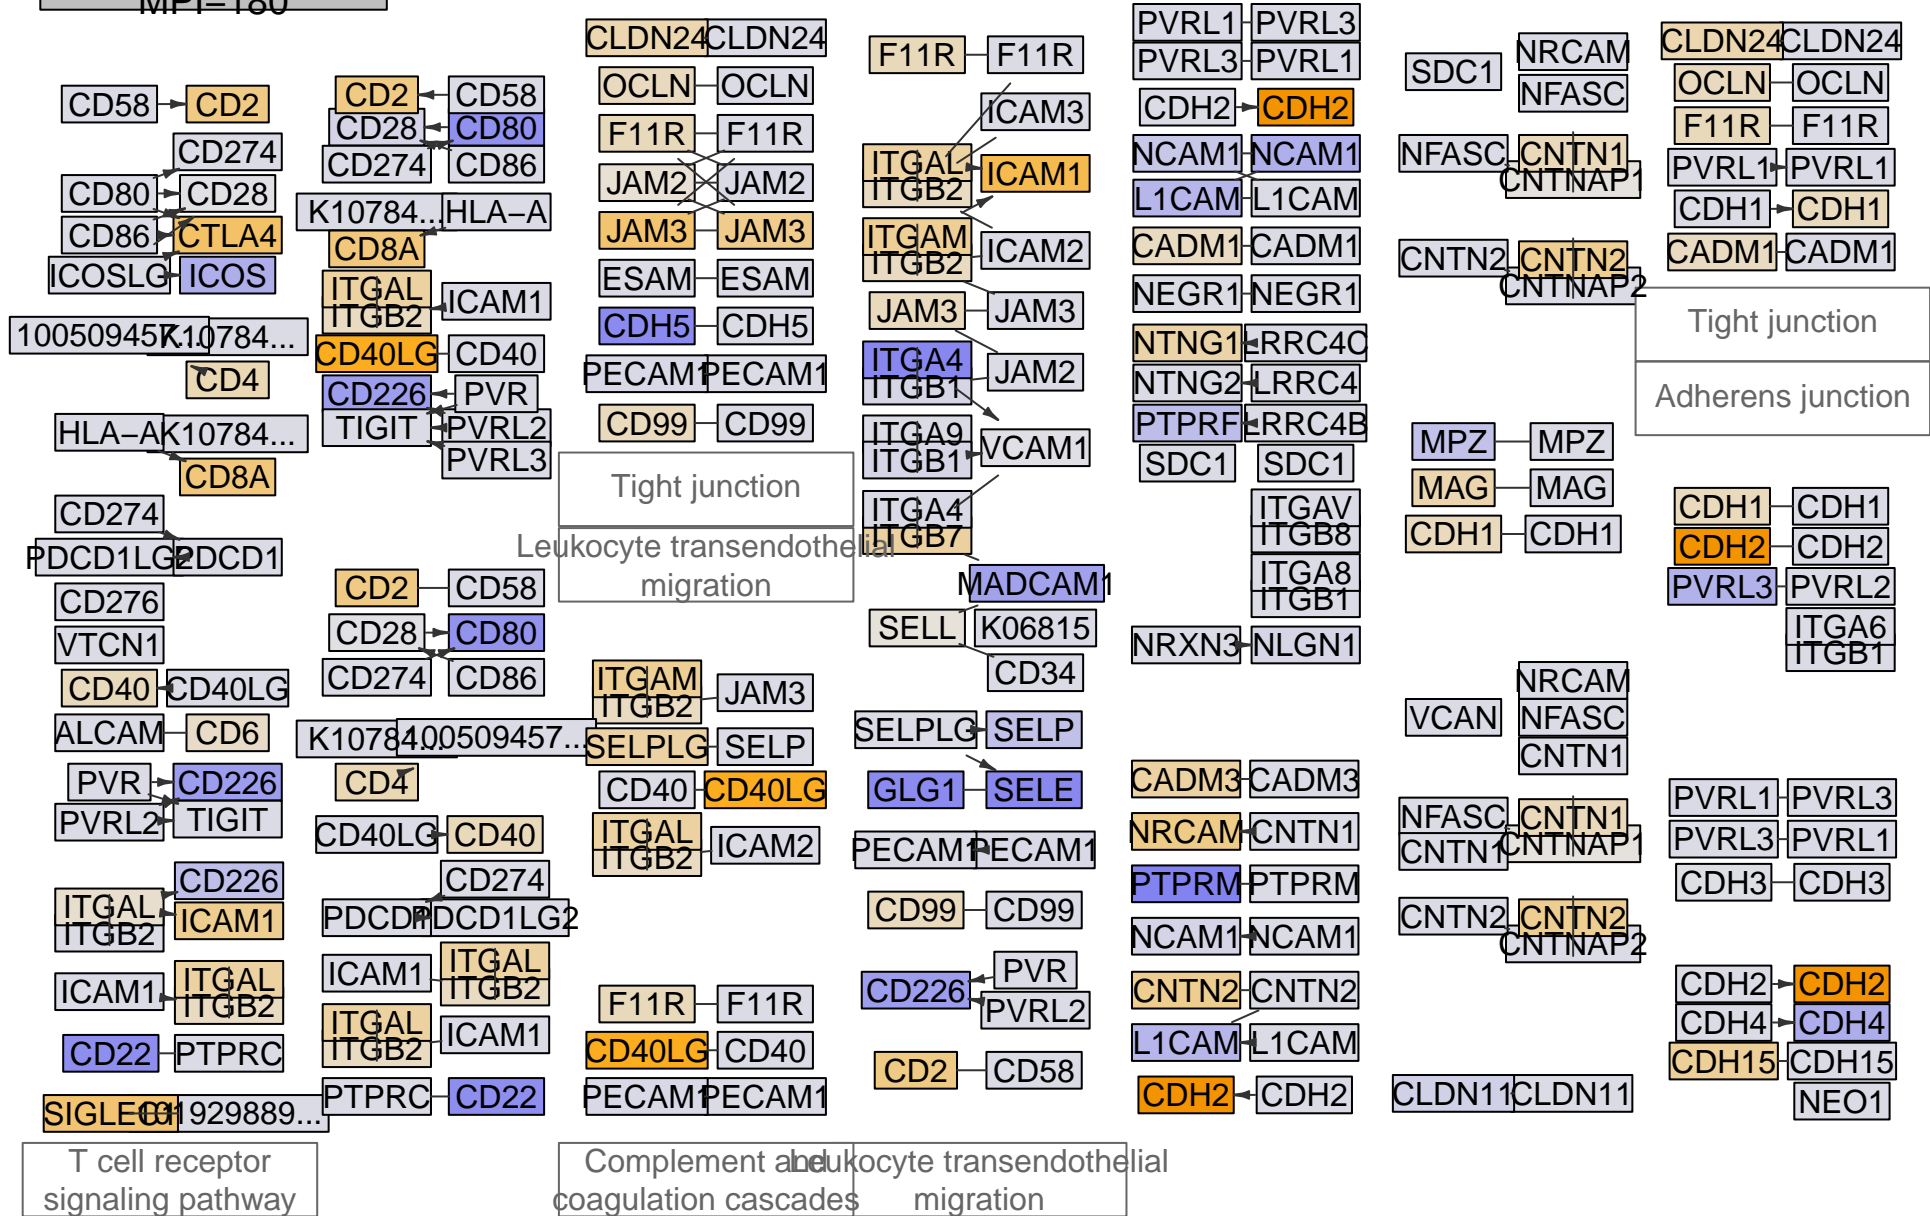 MPI−180
CD58
CD2
CD274
CD80
CD28
CD86
CTLA4
ICOSLG
ICOS
K10784...
CD4
HLA−A
K10784...
CD8A
CD274
PDCD1LG2
PDCD1
CD276
VTCN1
CD40
CD40LG
ALCAM
CD6
PVR
CD226
PVRL2
TIGIT
CD226
ITGAL
ITGB2
ICAM1
ICAM1
ITGAL
ITGB2
CD22
PTPRC
T cell receptor
signaling pathway
CD2
CD58
CD28
CD80
CD274
CD86
K10784...
HLA−A
CD8A
ITGAL
ITGB2
ICAM1
CD40LG
CD40
CD226
PVR
TIGIT
PVRL2
PVRL3
CD2
CD58
CD28
CD80
CD274
CD86
K10784...
100509457...
CD4
CD40LG
CD40
CD274
PDCD1LG2
ICAM1
ITGAL
ITGB2
ITGAL
ITGB2
ICAM1
PTPRC
CD22
CLDN24
CLDN24
OCLN
OCLN
F11R
F11R
JAM2
JAM2
JAM3
JAM3
ESAM
ESAM
CDH5
CDH5
PECAM1
PECAM1
CD99
CD99
Tight junction
Leukocyte transendothelial
migration
ITGAM
ITGB2
JAM3
SELPLG
SELP
CD40
CD40LG
ITGAL
ITGB2
ICAM2
F11R
F11R
CD40LG
CD40
PECAM1
PECAM1
Complement and
coagulation cascades
F11R
F11R
ICAM3
ITGAL
ITGB2
ICAM1
ITGAM
ITGB2
ICAM2
JAM3
JAM3
ITGA4
ITGB1
JAM2
ITGA9
ITGB1
VCAM1
ITGA4
ITGB7
MADCAM1
SELL
K06815
CD34
SELPLG
SELP
GLG1
SELE
PECAM1
PECAM1
CD99
CD99
PVR
CD226
PVRL2
CD2
CD58
Leukocyte transendothelial
migration
PVRL1
PVRL3
PVRL3
PVRL1
CDH2
CDH2
NCAM1
NCAM1
L1CAM
L1CAM
CADM1
CADM1
NEGR1
NEGR1
NTNG1
LRRC4C
NTNG2
LRRC4
PTPRF
LRRC4B
SDC1
SDC1
ITGAV
ITGB8
ITGA8
ITGB1
NRXN3
NLGN1
CADM3
CADM3
NRCAM
CNTN1
PTPRM
PTPRM
NCAM1
NCAM1
CNTN2
CNTN2
L1CAM
L1CAM
CDH2
CDH2
SDC1
NRCAM
NFASC
NFASC
CNTN1
CNTNAP1
CNTN2
CNTN2
CNTNAP2
MPZ
MPZ
MAG
MAG
CDH1
CDH1
VCAN
NRCAM
NFASC
CNTN1
NFASC
CNTN1
CNTN1
CNTNAP1
CNTN2
CNTN2
CNTNAP2
CLDN11
CLDN11
CLDN24
CLDN24
OCLN
OCLN
F11R
F11R
PVRL1
PVRL1
CDH1
CDH1
CADM1
CADM1
Tight junction
Adherens junction
CDH1
CDH1
CDH2
CDH2
PVRL3
PVRL2
ITGA6
ITGB1
PVRL1
PVRL3
PVRL3
PVRL1
CDH3
CDH3
CDH2
CDH2
CDH4
CDH4
CDH15
CDH15
NEO1